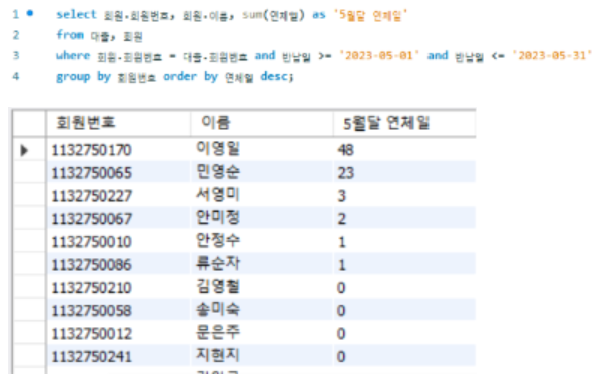 1 select 회원.회원번호, 회원.이름, sum(연체일) as '5월달 연체일'
2 from 대출, 회원
3 where 회원.회원번호 = 대출.회원번호 and 반납일 >= '2023-05-01' and 반납일 <= '2023-05-31'
4 group by 회원번호 order by 연체일 desc;
회원번호 이름 5월달 연체일
1132750170 이영일 48
1132750065 민영순 23
1132750227 서영미 3
1132750067 안미정 2
1132750010 안정수 1
1132750086 류순자 1
1132750210 김영철 0
1132750058 송미숙 0
1132750012 문은주 0
1132750241 지현지 0